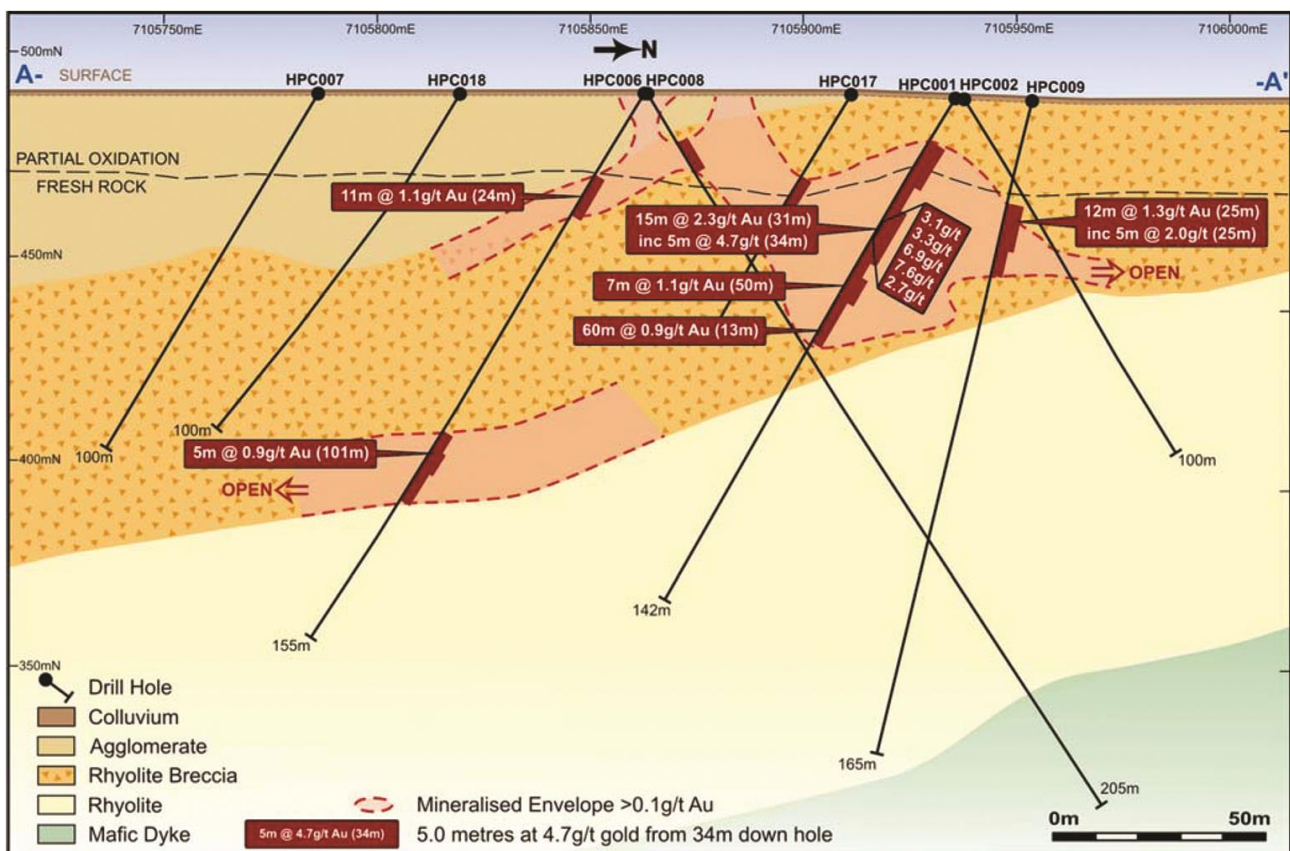 7105750mE 7105800mE 7105850mE 7105900mE 7105950mE 7106000mE
500mN
N
A- SURFACE -A'
HPC007 HPC018 HPC006 HPC008 HPC017 HPC001 HPC002 HPC009
PARTIAL OXIDATION
FRESH ROCK
11m @ 1.1g/t Au (24m)
15m @ 2.3g/t Au (31m)
inc 5m @ 4.7g/t (34m)
3.1g/t
3.3g/t
6.9g/t
7.6g/t
2.7g/t
12m @ 1.3g/t Au (25m)
inc 5m @ 2.0g/t (25m)
450mN
OPEN
7m @ 1.1g/t Au (50m)
60m @ 0.9g/t Au (13m)
100m
100m
100m
5m @ 0.9g/t Au (101m)
400mN
OPEN
142m
155m
350mN
165m
205m
Drill Hole
Colluvium
Agglomerate
Rhyolite Breccia
Rhyolite
Mafic Dyke
Mineralised Envelope >0.1g/t Au
5m @ 4.7g/t Au (34m) 5.0 metres at 4.7g/t gold from 34m down hole
0m 50m